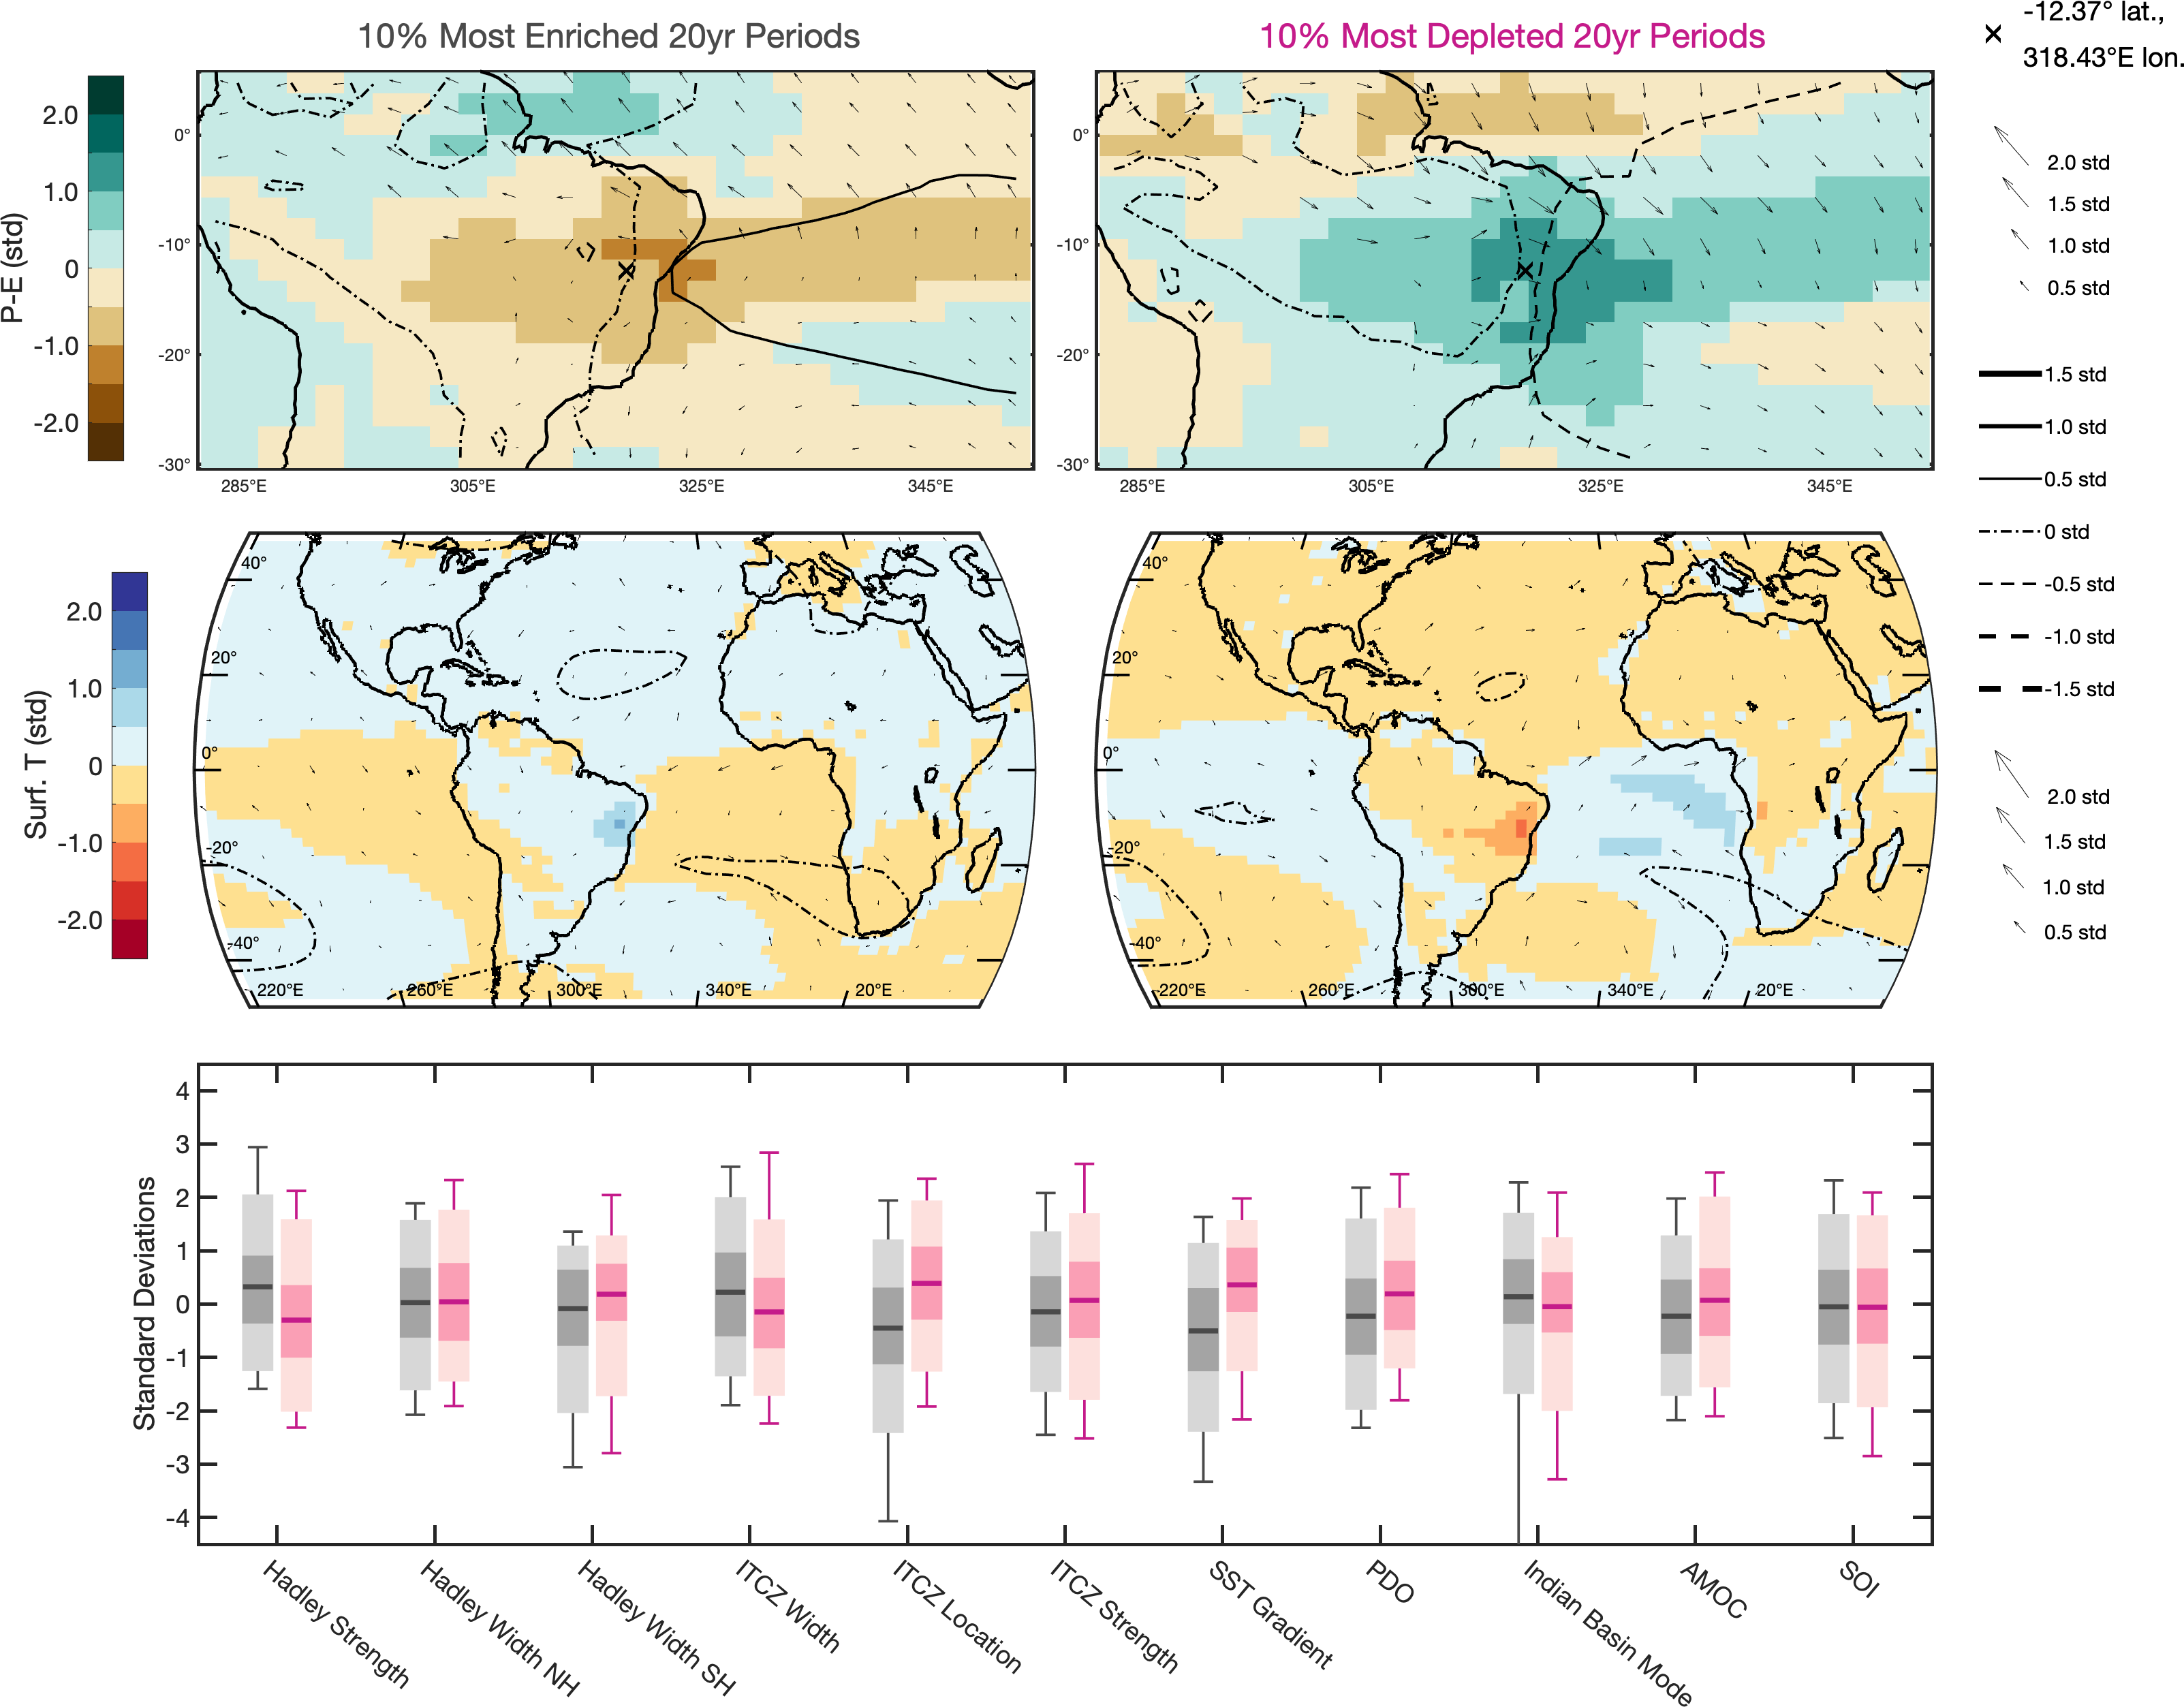 10% Most Enriched 20yr Periods
10% Most Depleted 20yr Periods
-12.37° lat.,
318.43°E lon.
P-E (std)
2.0
1.0
0
-1.0
-2.0
0°
-10°
-20°
-30°
285°E
305°E
325°E
345°E
0°
-10°
-20°
-30°
285°E
305°E
325°E
345°E
2.0 std
1.5 std
1.0 std
0.5 std
1.5 std
1.0 std
0.5 std
0 std
-0.5 std
-1.0 std
-1.5 std
Surf. T (std)
2.0
1.0
0
-1.0
-2.0
40°
20°
0°
-20°
-40°
220°E
260°E
300°E
340°E
20°E
40°
20°
0°
-20°
-40°
220°E
260°E
300°E
340°E
20°E
2.0 std
1.5 std
1.0 std
0.5 std
Standard Deviations
4
3
2
1
0
-1
-2
-3
-4
Hadley Strength
Hadley Width NH
Hadley Width SH
ITCZ Width
ITCZ Location
ITCZ Strength
SST Gradient
PDO
Indian Basin Mode
AMOC
SOI